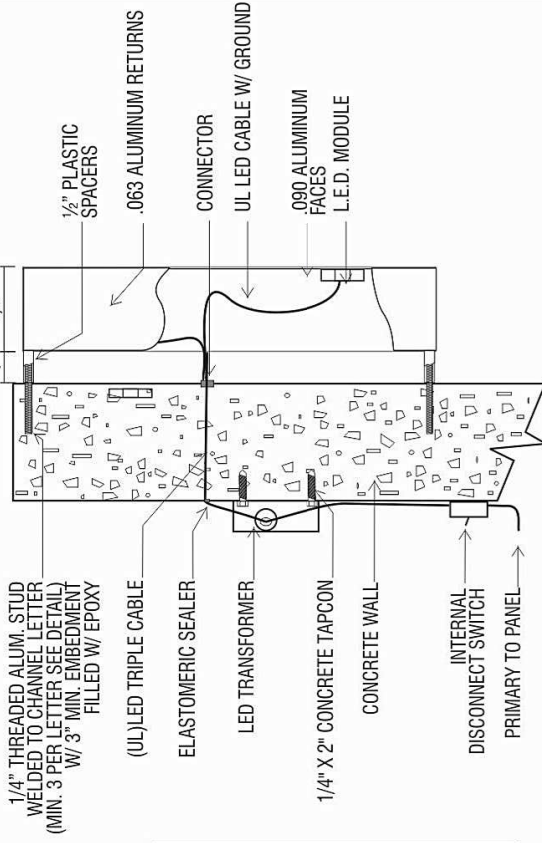 1/4" THREADED ALUM. STUD
WELDED TO CHANNEL LETTER
(MIN. 3 PER LETTER SEE DETAIL)
W/ 3" MIN. EMBEDMENT
FILLED W/ EPOXY
(UL)LED TRIPLE CABLE
ELASTOMERIC SEALER
LED TRANSFORMER
1/4" X 2" CONCRETE TAPCON
CONCRETE WALL
INTERNAL
DISCONNECT SWITCH
PRIMARY TO PANEL
½" PLASTIC
SPACERS
.063 ALUMINUM RETURNS
CONNECTOR
UL LED CABLE W/ GROUND
.090 ALUMINUM
FACES
L.E.D. MODULE